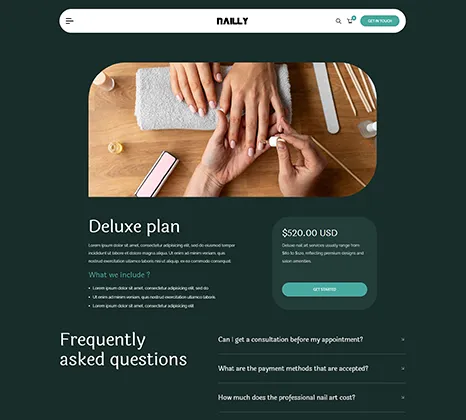 NAILLY
GET IN TOUCH
Deluxe plan
Lorem ipsum dolor sit amet, consectetur adipisicing elit, sed do eiusmod tempor
incididunt ut labore et dolore magna aliqua. Ut enim ad minim veniam, quis
nostrud exercitation ullamco laboris nisi ut aliquip. ex ea commodo consequat.
What we include ?
Lorem ipsum dolor sit amet, consectetur adipisicing elit, sed do
Ut enim ad minim veniam, quis nostrud exercitation ullamco laboris
Lorem ipsum dolor sit amet, consectetur adipisicing elit
$520.00 USD
Deluxe nail art services usually range from
to reflecting premium designs and
salon amenities.
GET STARTED
Frequently
asked questions
Can I get a consultation before my appointment?
What are the payment methods that are accepted?
How much does the professional nail art cost?